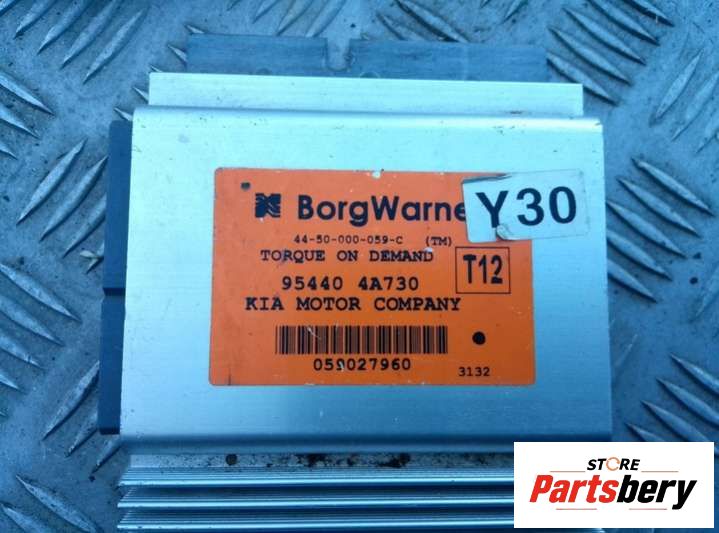 BorgWarne
Y30
44-50-000-059-C (TM)
TORQUE ON DEMAND
T12
95440 4A730
KIA MOTOR COMPANY
059027960
3132
STORE
Partsbery